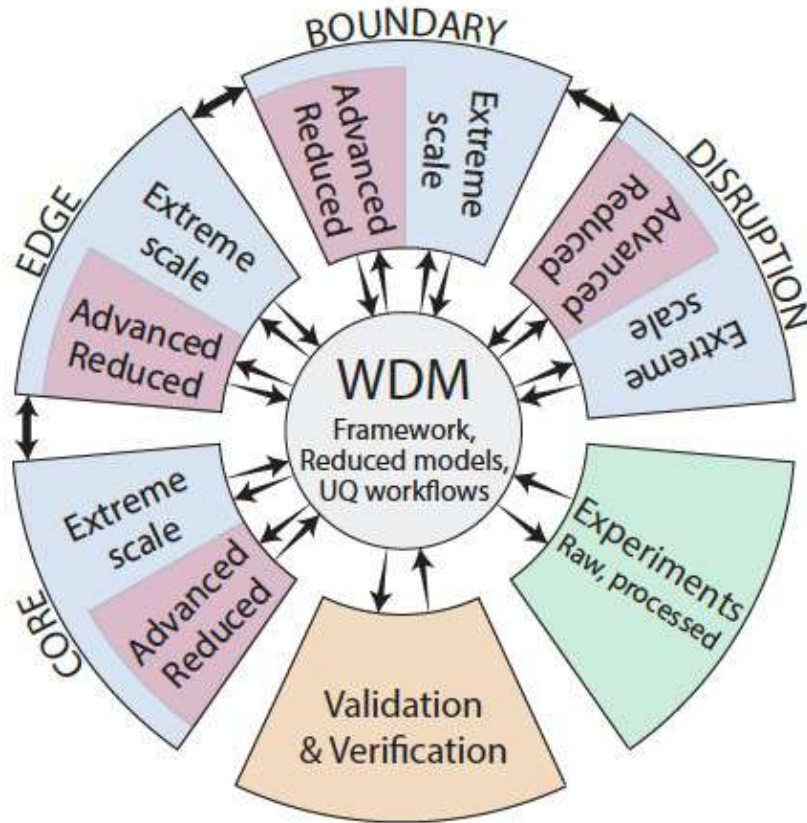 BOUNDARY
Advanced
Reduced
Extreme
scale
DISRUPTION
Advanced
Reduced
Extreme
scale
EDGE
Extreme
scale
Advanced
Reduced
WDM
Framework,
Reduced models,
UQ workflows
CORE
Extreme
scale
Advanced
Reduced
Experiments
Raw, processed
Validation
& Verification